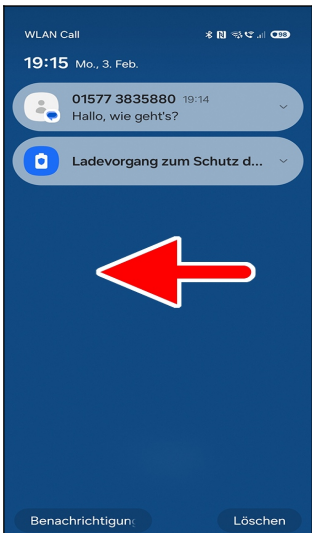 WLAN Call
98
19:15 Mo., 3. Feb.
01577 3835880 19:14
Hallo, wie geht's?
Ladevorgang zum Schutz d...
Benachrichtigung
Löschen